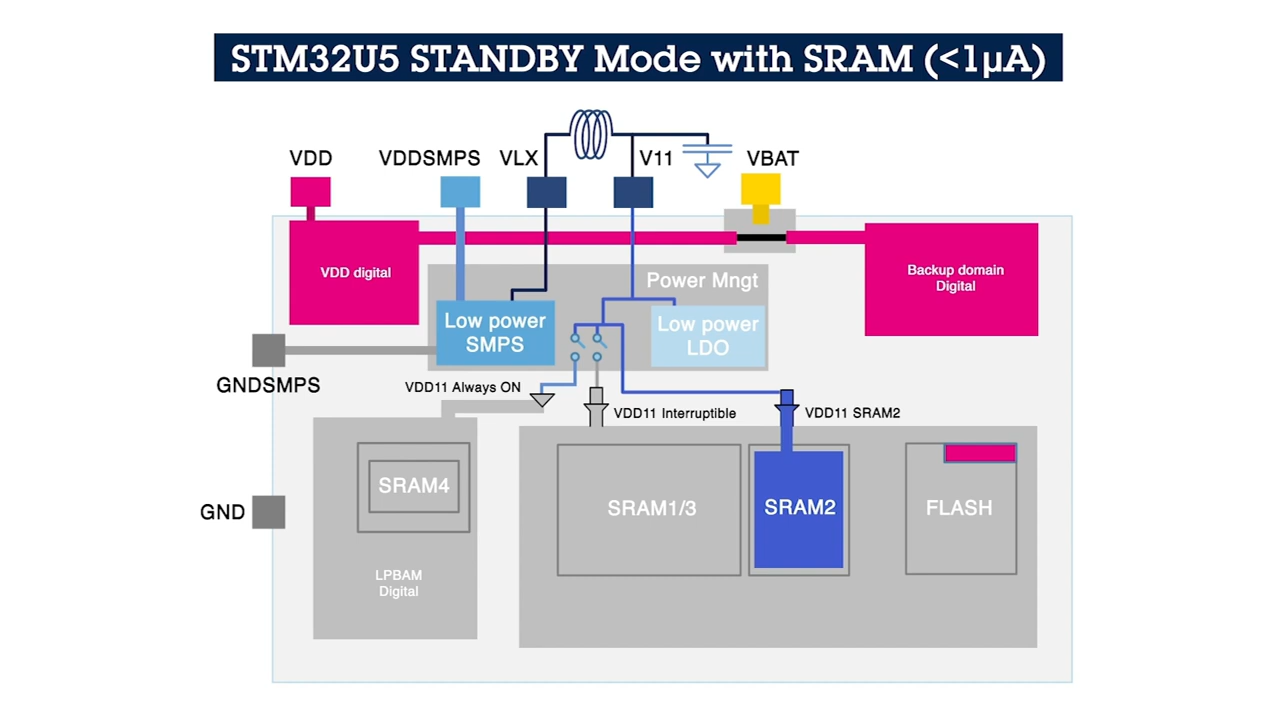 STM32U5 STANDBY Mode with SRAM (<1µA)
VDD
VDDSMPS
VLX
V11
VBAT
VDD digital
Power Mngt
Backup domain
Digital
Low power
SMPS
Low power
LDO
GNDSMPS
VDD11 Always ON
VDD11 Interruptible
VDD11 SRAM2
SRAM4
SRAM1/3
SRAM2
FLASH
GND
LPBAM
Digital